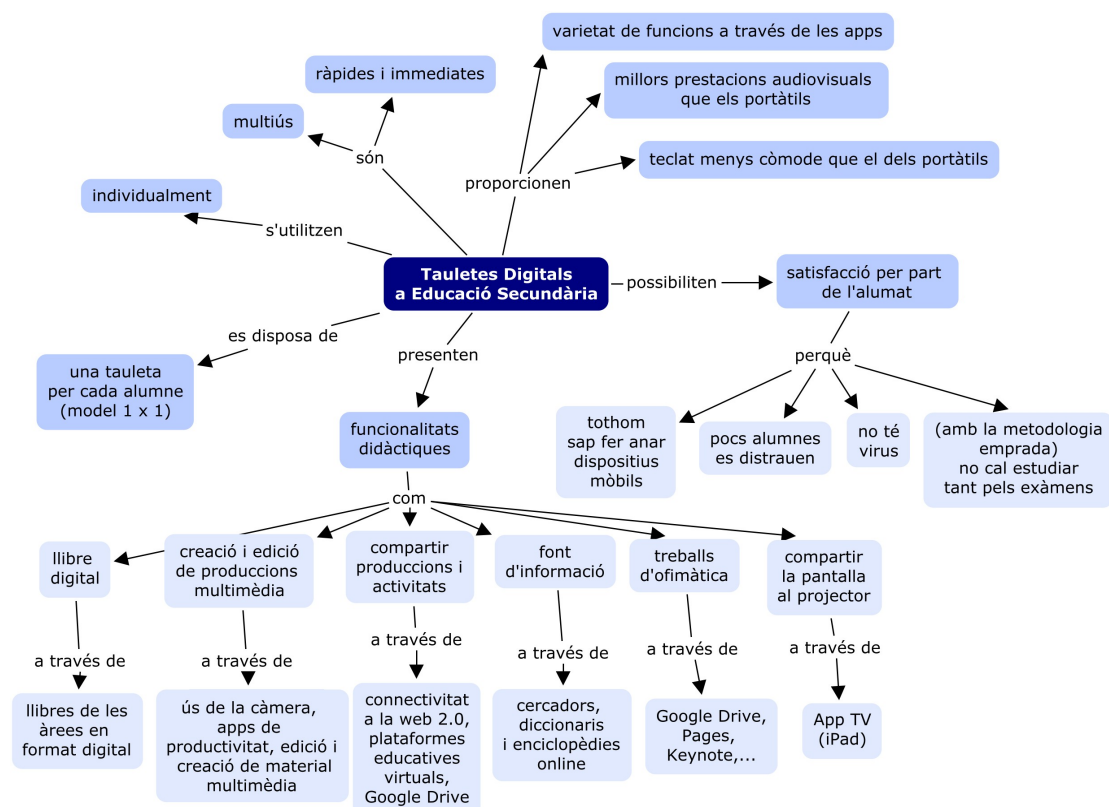 varietat de funcions a través de les apps
ràpides i immediates
millors prestacions audiovisuals
que els portàtils
multiús
són
teclat menys còmode que el dels portàtils
proporcionen
individualment
s'utilitzen
Tauletes Digitals
a Educació Secundària
possibiliten
satisfacció per part
de l'alumat
es disposa de
presenten
perquè
una tauleta
per cada alumne
(model 1 x 1)
funcionalitats
didàctiques
tothom
sap fer anar
dispositius
mòbils
pocs alumnes
es distrauen
no té
virus
(amb la metodologia
emprada)
no cal estudiar
tant pels exàmens
com
llibre
digital
creació i edició
de produccions
multimèdia
compartir
produccions i
activitats
font
d'informació
treballs
d'ofimàtica
compartir
la pantalla
al projector
a través de
a través de
a través de
a través de
a través de
a través de
llibres de les
àrees en
format digital
ús de la càmera,
apps de
productivitat, edició i
creació de material
multimèdia
connectivitat
a la web 2.0,
plataformes
educatives
virtuals,
Google Drive
cercadors,
diccionaris
i enciclopèdies
online
Google Drive,
Pages,
Keynote,...
App TV
(iPad)